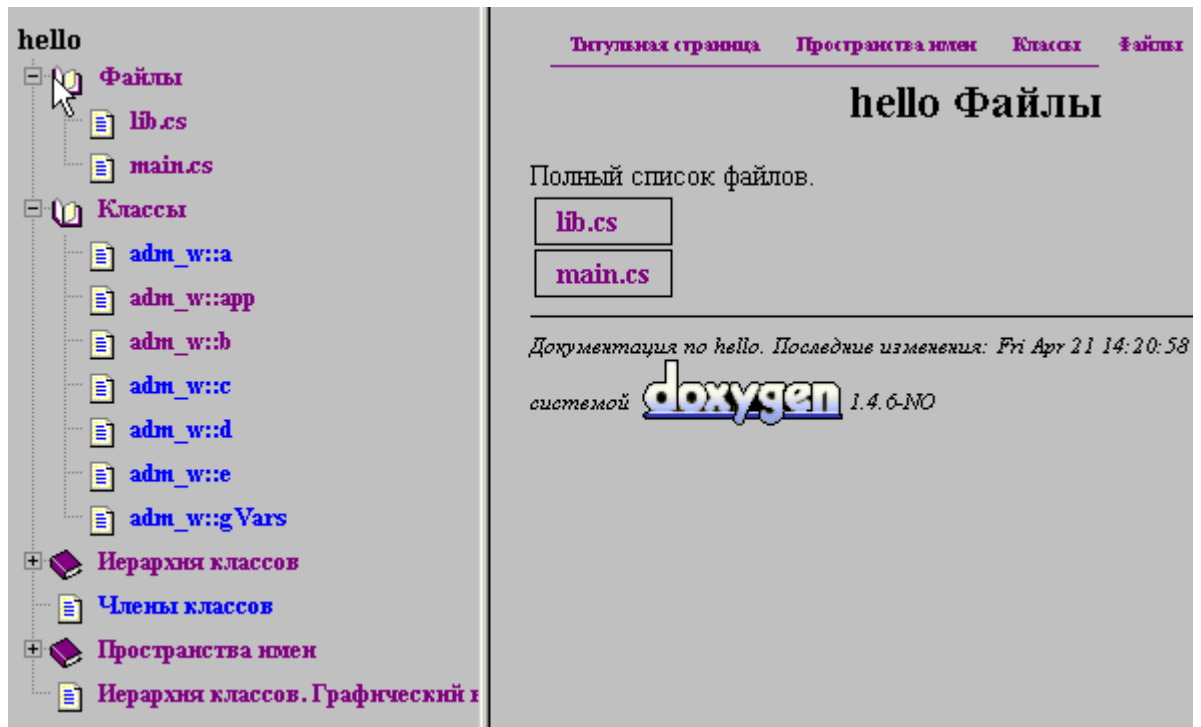 hello
Файлы
lib.cs
main.cs
Классы
adm_w::a
adm_w::app
adm_w::b
adm_w::c
adm_w::d
adm_w::e
adm_w::gVars
Иерархия классов
Члены классов
Пространства имен
Иерархия классов. Графический
Титульная страница Пространства имен Классы Файлы
hello Файлы
Полный список файлов.
lib.cs
main.cs
Документация по hello. Последние изменения: Fri Apr 21 14:20:58
системой doxygen 1.4.6-NO